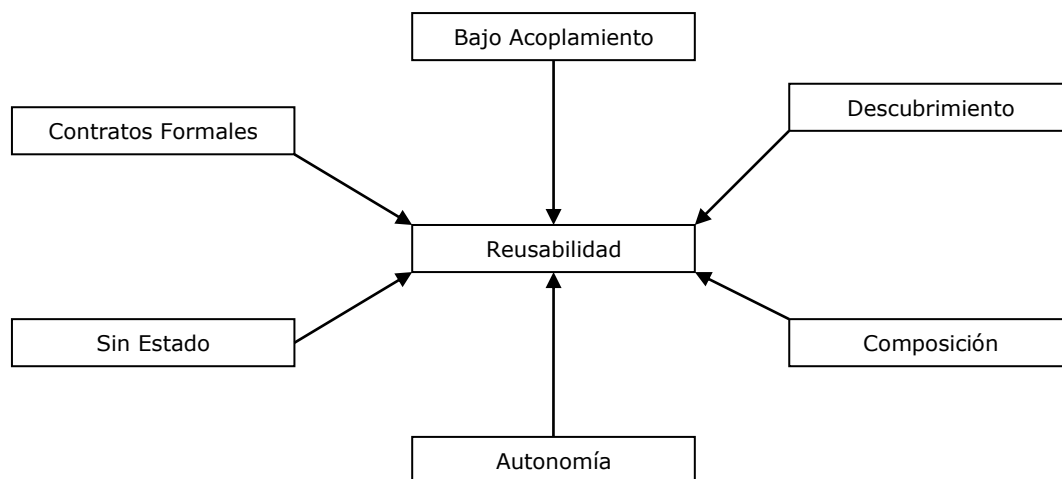 Bajo Acoplamiento
Descubrimiento
Contratos Formales
Reusabilidad
Sin Estado
Composición
Autonomía